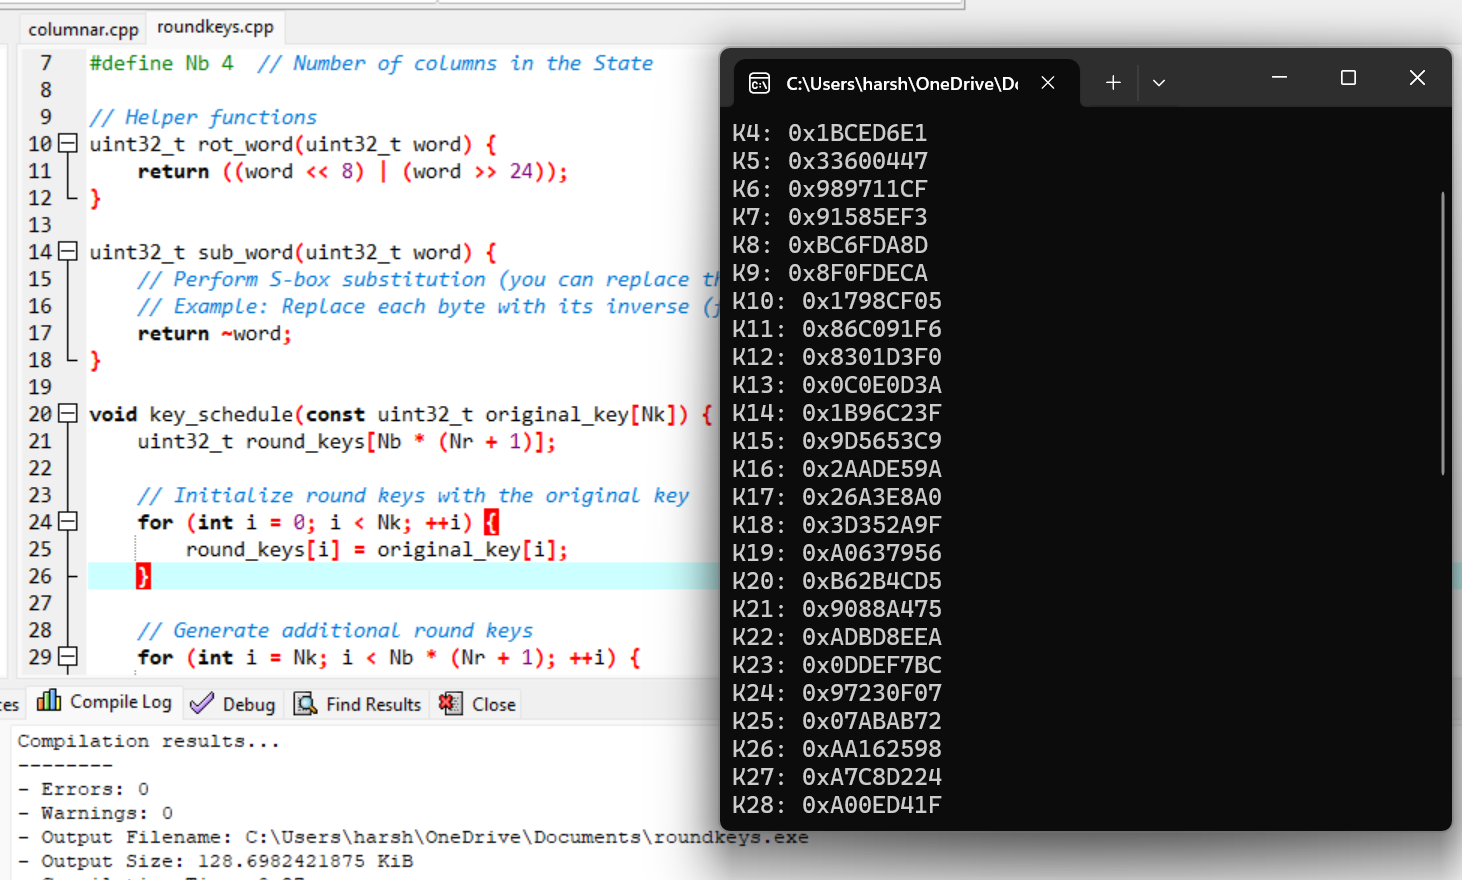 columnar.cpp roundkeys.cpp
7 #define Nb 4 // Number of columns in the State
8
9 // Helper functions
10 uint32_t rot_word(uint32_t word) {
11 return ((word << 8) | (word >> 24));
12 }
13
14 uint32_t sub_word(uint32_t word) {
15 // Perform S-box substitution (you can replace
16 // Example: Replace each byte with its inverse
17 return ~word;
18 }
19
20 void key_schedule(const uint32_t original_key[Nk]) {
21 uint32_t round_keys[Nb * (Nr + 1)];
22
23 // Initialize round keys with the original key
24 for (int i = 0; i < Nk; ++i) {
25 round_keys[i] = original_key[i];
26 }
27
28 // Generate additional round keys
29 for (int i = Nk; i < Nb * (Nr + 1); ++i) {
Compile Log Debug Find Results Close
Compilation results...
--------
- Errors: 0
- Warnings: 0
- Output Filename: C:\Users\harsh\OneDrive\Documents\roundkeys.exe
- Output Size: 128.6982421875 KiB
C:\Users\harsh\OneDrive\D
K4: 0x1BCED6E1
K5: 0x33600447
K6: 0x989711CF
K7: 0x91585EF3
K8: 0xBC6FDA8D
K9: 0x8F0FDECA
K10: 0x1798CF05
K11: 0x86C091F6
K12: 0x8301D3F0
K13: 0x0C0E0D3A
K14: 0x1B96C23F
K15: 0x9D5653C9
K16: 0x2AADE59A
K17: 0x26A3E8A0
K18: 0x3D352A9F
K19: 0xA0637956
K20: 0xB62B4CD5
K21: 0x9088A475
K22: 0xADBD8EEA
K23: 0x0DDEF7BC
K24: 0x97230F07
K25: 0x07ABAB72
K26: 0xAA162598
K27: 0xA7C8D224
K28: 0xA00ED41F